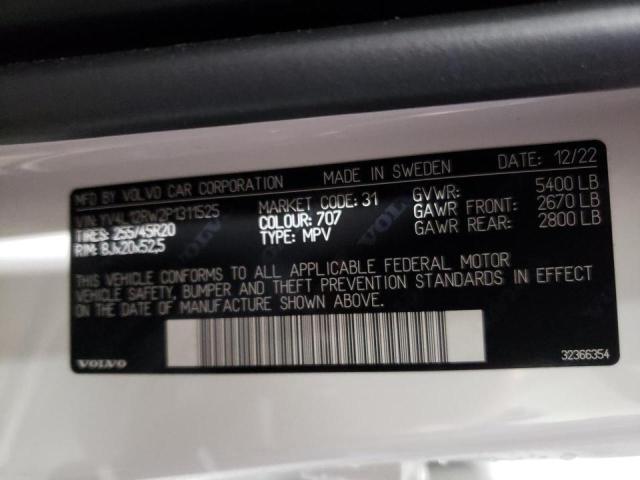 MFD BY VOLVO CAR CORPORATION MADE IN SWEDEN DATE: 12/22
VIN: YV4L12RW2P1311525 MARKET CODE: 31 GVWR: 5400 LB
TIRES: 255/45R20 COLOUR: 707 GAWR FRONT: 2670 LB
RIM: 8Jx20x52,5 TYPE: MPV GAWR REAR: 2800 LB
THIS VEHICLE CONFORMS TO ALL APPLICABLE FEDERAL MOTOR
VEHICLE SAFETY, BUMPER AND THEFT PREVENTION STANDARDS IN EFFECT
ON THE DATE OF MANUFACTURE SHOWN ABOVE.
VOLVO 32366354